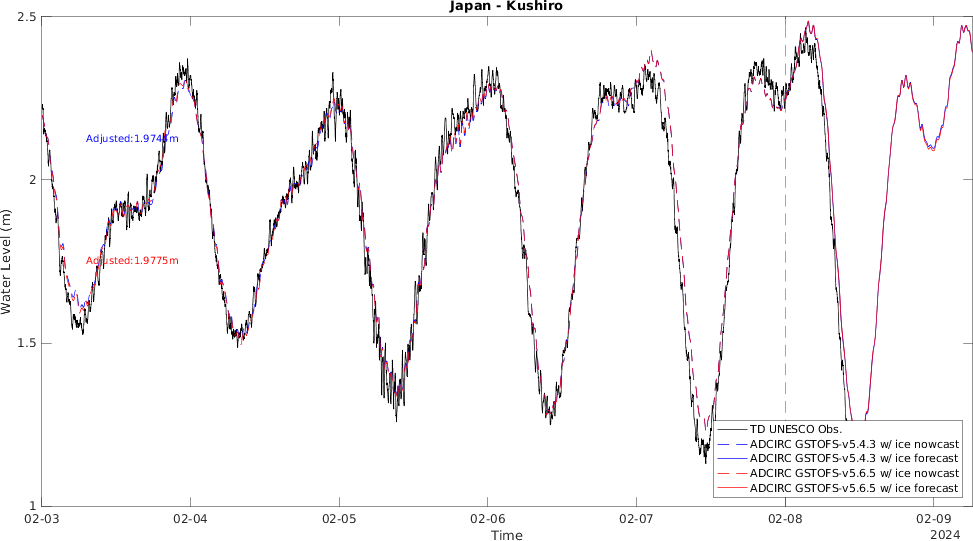 Japan - Kushiro
2.5
2
1.5
1
Water Level (m)
Adjusted:1.9744m
Adjusted:1.9775m
TD UNESCO Obs.
ADCIRC GSTOFS-v5.4.3 w/ ice nowcast
ADCIRC GSTOFS-v5.4.3 w/ ice forecast
ADCIRC GSTOFS-v5.6.5 w/ ice nowcast
ADCIRC GSTOFS-v5.6.5 w/ ice forecast
02-03 02-04 02-05 02-06 02-07 02-08 02-09
Time
2024